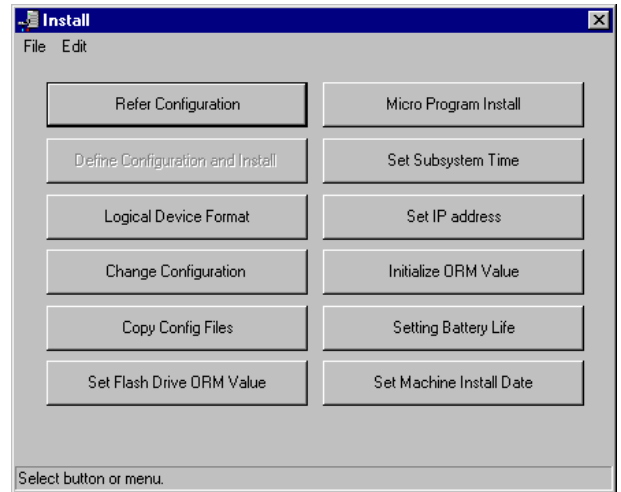 Install
File Edit
Refer Configuration
Micro Program Install
Define Configuration and Install
Set Subsystem Time
Logical Device Format
Set IP address
Change Configuration
Initialize ORM Value
Copy Config Files
Setting Battery Life
Set Flash Drive ORM Value
Set Machine Install Date
Select button or menu.